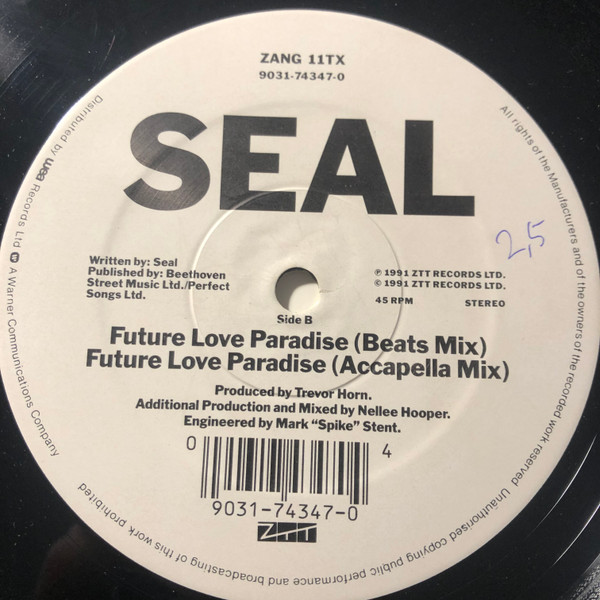 ZANG 11TX
9031-74347-0
SEAL
Written by: Seal
Published by: Beethoven
Street Music Ltd./Perfect
Songs Ltd.
℗ 1991 ZTT RECORDS LTD.
© 1991 ZTT RECORDS LTD.
45 RPM STEREO
2,5
Side B
Future Love Paradise (Beats Mix)
Future Love Paradise (Accapella Mix)
Produced by Trevor Horn.
Additional Production and Mixed by Nellee Hooper.
Engineered by Mark “Spike” Stent.
0 4
9031-74347-0
ZTT
All rights of the Manufacturers and of the owners of the recorded work reserved Unauthorised copying public performance and broadcasting of this work prohibited
Distributed by wea Records Ltd A Warner Communications Company